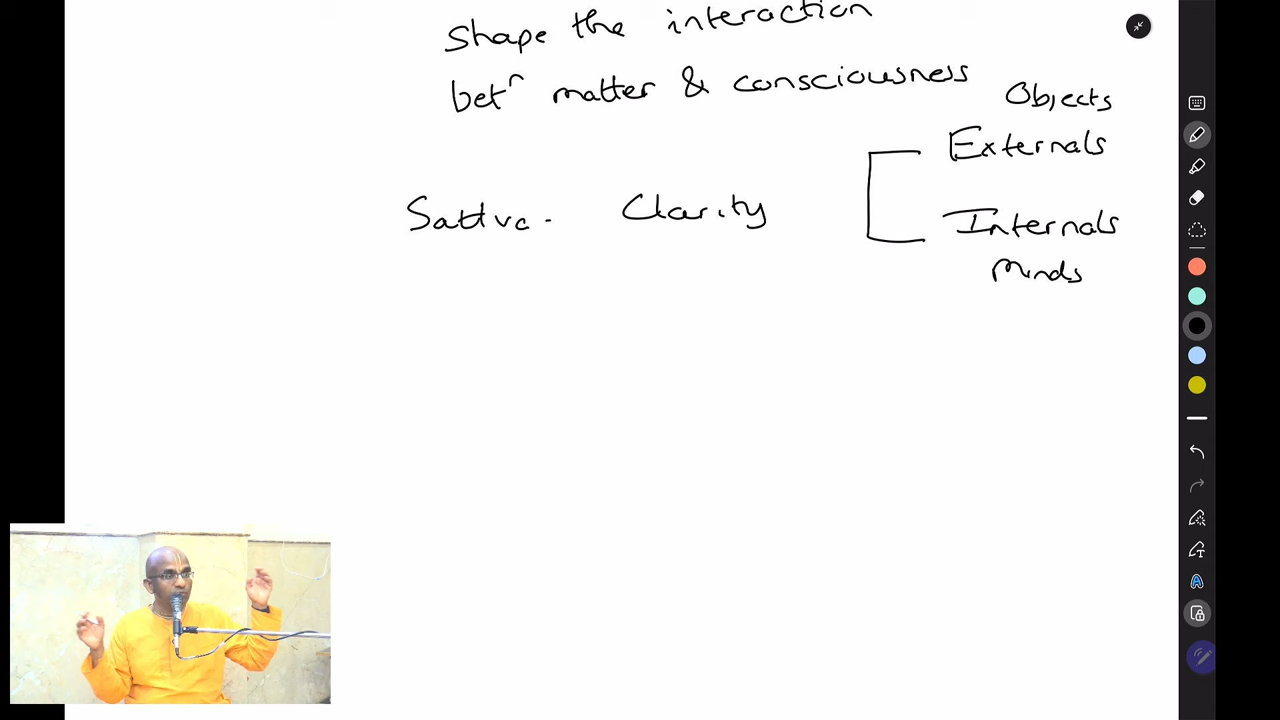 shape the interaction
betⁿ matter & consciousness
Objects
Externals
Sattva - Clarity
Internals
Minds